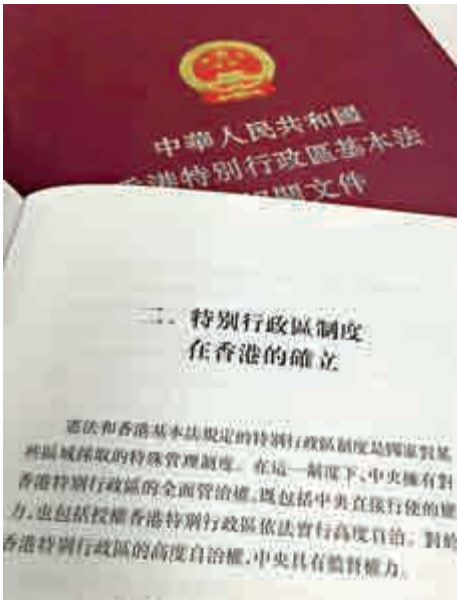 中華人民共和國
香港特別行政區基本法
文件
二、特別行政區制度
在香港的確立
憲法和香港基本法規定的特別行政區制度是國家對某
些區域採取的特殊管理制度。在這一制度下,中央擁有對
香港特別行政區的全面管治權,既包括中央直接行使的權
力,也包括授權香港特別行政區依法實行高度自治。對於
香港特別行政區的高度自治權,中央具有監督權力。